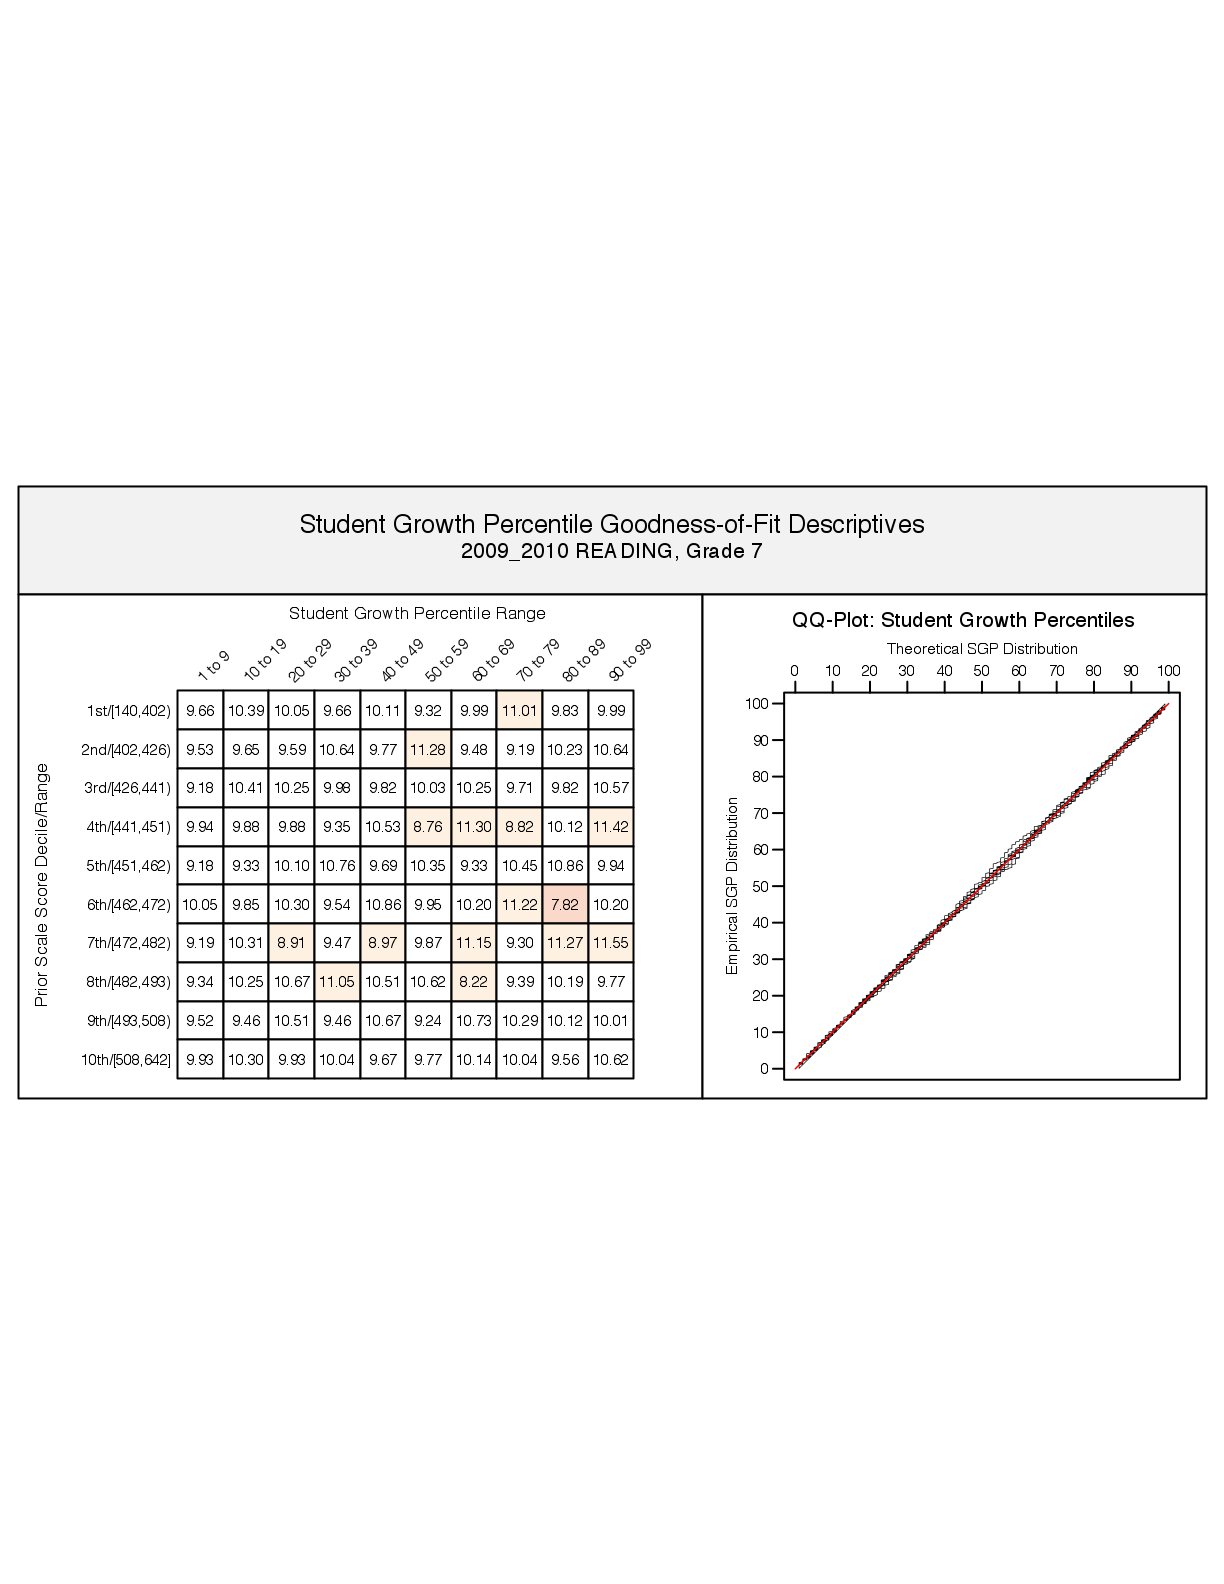 Student Growth Percentile Goodness-of-Fit Descriptives
2009_2010 READING, Grade 7
Student Growth Percentile Range
1 to 9 10 to 19 20 to 29 30 to 39 40 to 49 50 to 59 60 to 69 70 to 79 80 to 89 90 to 99
Prior Scale Score Decile/Range
1st/[140,402) 9.66 10.39 10.05 9.66 10.11 9.32 9.99 11.01 9.83 9.99
2nd/[402,426) 9.53 9.65 9.59 10.64 9.77 11.28 9.48 9.19 10.23 10.64
3rd/[426,441) 9.18 10.41 10.25 9.98 9.82 10.03 10.25 9.71 9.82 10.57
4th/[441,451) 9.94 9.88 9.88 9.35 10.53 8.76 11.30 8.82 10.12 11.42
5th/[451,462) 9.18 9.33 10.10 10.76 9.69 10.35 9.33 10.45 10.86 9.94
6th/[462,472) 10.05 9.85 10.30 9.54 10.86 9.95 10.20 11.22 7.82 10.20
7th/[472,482) 9.19 10.31 8.91 9.47 8.97 9.87 11.15 9.30 11.27 11.55
8th/[482,493) 9.34 10.25 10.67 11.05 10.51 10.62 8.22 9.39 10.19 9.77
9th/[493,508) 9.52 9.46 10.51 9.46 10.67 9.24 10.73 10.29 10.12 10.01
10th/[508,642] 9.93 10.30 9.93 10.04 9.67 9.77 10.14 10.04 9.56 10.62
QQ-Plot: Student Growth Percentiles
Theoretical SGP Distribution
0 10 20 30 40 50 60 70 80 90 100
Empirical SGP Distribution
100
90
80
70
60
50
40
30
20
10
0